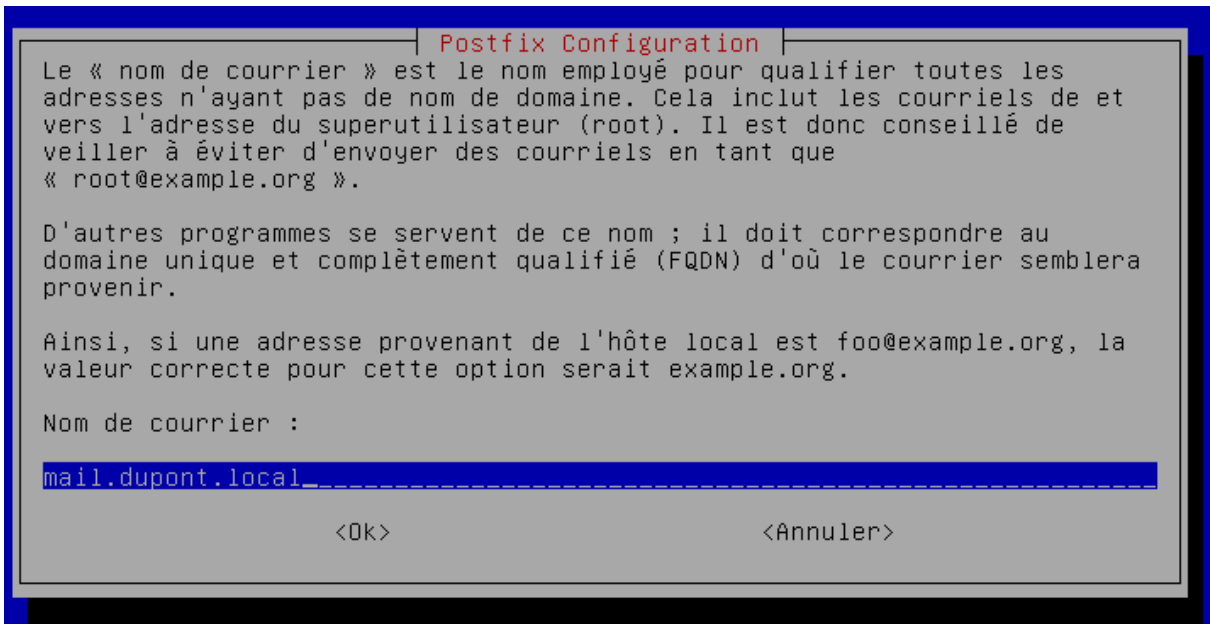 Postfix Configuration
Le « nom de courrier » est le nom employé pour qualifier toutes les
adresses n'ayant pas de nom de domaine. Cela inclut les courriels de et
vers l'adresse du superutilisateur (root). Il est donc conseillé de
veiller à éviter d'envoyer des courriels en tant que
« root@example.org ».
D'autres programmes se servent de ce nom ; il doit correspondre au
domaine unique et complètement qualifié (FQDN) d'où le courrier semblera
provenir.
Ainsi, si une adresse provenant de l'hôte local est foo@example.org, la
valeur correcte pour cette option serait example.org.
Nom de courrier :
mail.dupont.local
<Ok> <Annuler>